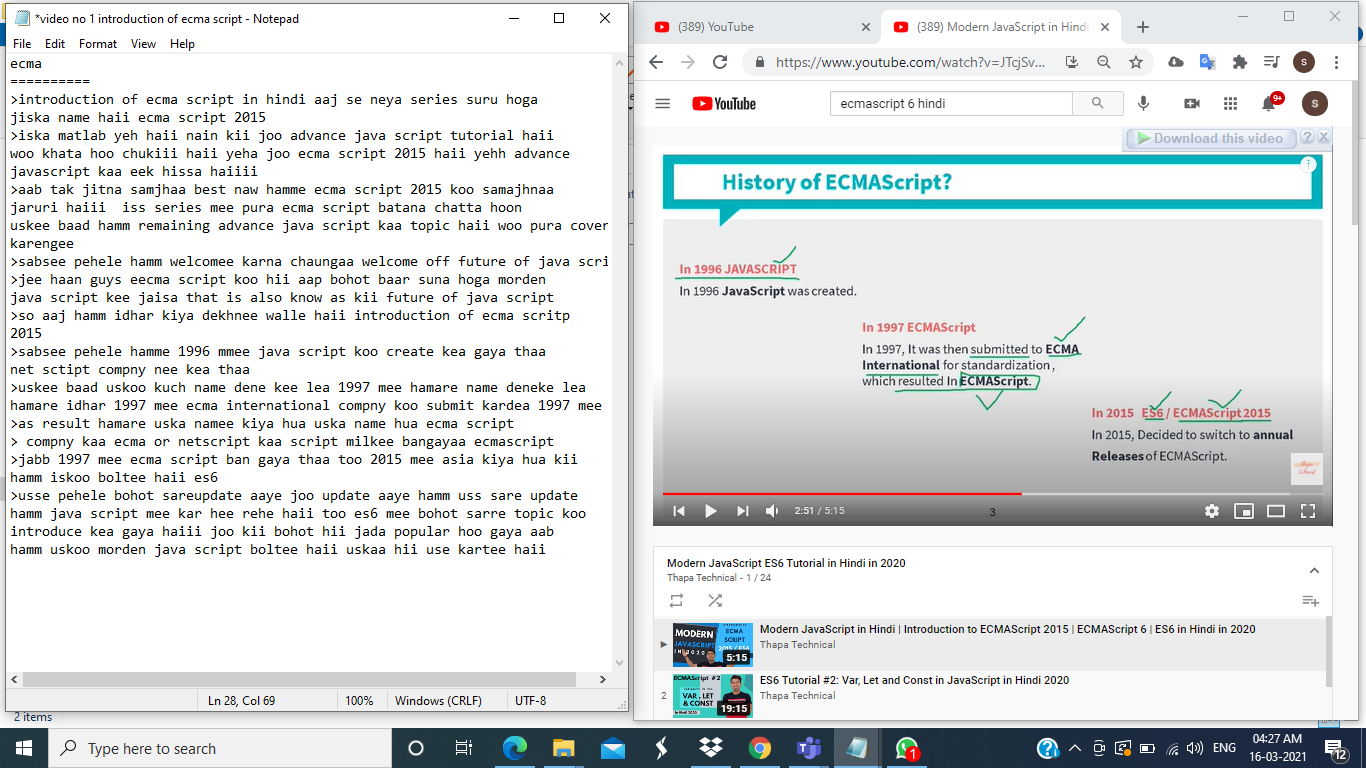 *video no 1 introduction of ecma script - Notepad
File Edit Format View Help
ecma
==========
>introduction of ecma script in hindi aaj se neya series suru hoga
jiska name haii ecma script 2015
>iska matlab yeh haii nain kii joo advance java script tutorial haii
woo khata hoo chukiii haii yeha joo ecma script 2015 haii yehh advance
javascript kaa eek hissa haiiii
>aab tak jitna samjhaa best naw hamme ecma script 2015 koo samajhnaa
jaruri haiii  iss series mee pura ecma script batana chatta hoon
uskee baad hamm remaining advance java script kaa topic haii woo pura cover
karengee
>sabsee pehele hamm welcomee karna chaungaa welcome off future of java scri
>jee haan guys eecma script koo hii aap bohot baar suna hoga morden
java script kee jaisa that is also know as kii future of java script
>so aaj hamm idhar kiya dekhnee walle haii introduction of ecma scritp
2015
>sabsee pehele hamme 1996 mmee java script koo create kea gaya thaa
net sctipt compny nee kea thaa
>uskee baad uskoo kuch name dene kee lea 1997 mee hamare name deneke lea
hamare idhar 1997 mee ecma international compny koo submit kardea 1997 mee
>as result hamare uska namee kiya hua uska name hua ecma script
> compny kaa ecma or netscript kaa script milkee bangayaa ecmascript
>jabb 1997 mee ecma script ban gaya thaa too 2015 mee asia kiya hua kii
hamm iskoo boltee haii es6
>usse pehele bohot sareupdate aaye joo update aaye hamm uss sare update
hamm java script mee kar hee rehe haii too es6 mee bohot sarre topic koo
introduce kea gaya haiii joo kii bohot hii jada popular hoo gaya aab
hamm uskoo morden java script boltee haii uskaa hii use kartee haii
Ln 28, Col 69 100% Windows (CRLF) UTF-8
2 items
(389) YouTube
(389) Modern JavaScript in Hindi
https://www.youtube.com/watch?v=JTcjSv...
S
YouTube
ecmascript 6 hindi
9+
S
Download this video ? X
History of ECMAScript?
In 1996 JAVASCRIPT
In 1996 JavaScript was created.
In 1997 ECMAScript
In 1997, It was then submitted to ECMA
International for standardization,
which resulted In ECMAScript.
In 2015 ES6 / ECMAScript 2015
In 2015, Decided to switch to annual
Releases of ECMAScript.
2:51 / 5:15
3
Modern JavaScript ES6 Tutorial in Hindi in 2020
Thapa Technical - 1 / 24
MODERN
JAVASCRIPT
IN 2020
ECMA
SCRIPT
2015 / ES6
5:15
Modern JavaScript in Hindi | Introduction to ECMAScript 2015 | ECMAScript 6 | ES6 in Hindi in 2020
Thapa Technical
2
ECMAScript #2
VAR, LET
& CONST
In Hindi 2020
19:15
ES6 Tutorial #2: Var, Let and Const in JavaScript in Hindi 2020
Thapa Technical
Type here to search
1
ENG
04:27 AM
16-03-2021
12